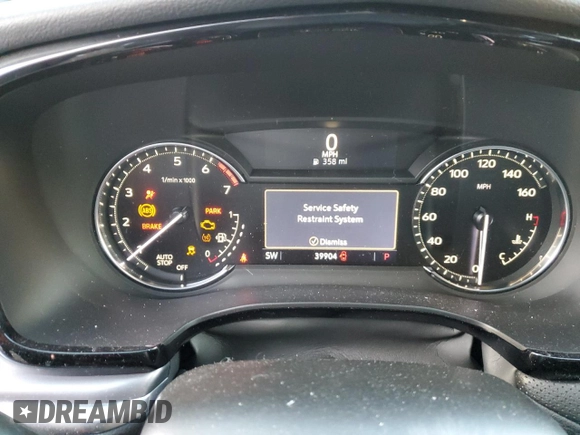 0
MPH
358 mi
4 5 6
1/min x 1000
3 7
2
ABS
BRAKE
PARK
1
AUTO
STOP
OFF
0
Service Safety
Restraint System
Dismiss
SW 39904 P
120
100 140
80 MPH 160
60
40
20
0
H
C
DREAMBID